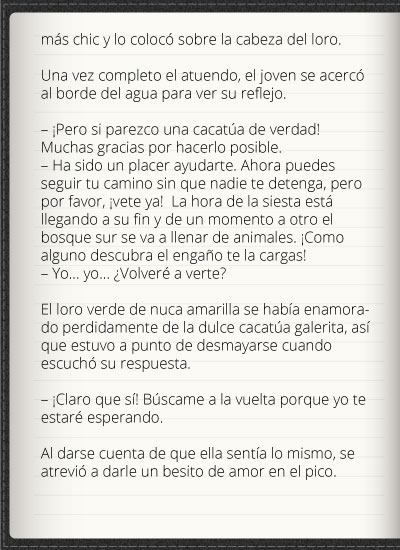 más chic y lo colocó sobre la cabeza del loro.
Una vez completo el atuendo, el joven se acercó
al borde del agua para ver su reflejo.
– ¡Pero si parezco una cacatúa de verdad!
Muchas gracias por hacerlo posible.
– Ha sido un placer ayudarte. Ahora puedes
seguir tu camino sin que nadie te detenga, pero
por favor, ¡vete ya!  La hora de la siesta está
llegando a su fin y de un momento a otro el
bosque sur se va a llenar de animales. ¡Como
alguno descubra el engaño te la cargas!
– Yo... yo... ¿Volveré a verte?
El loro verde de nuca amarilla se había enamora-
do perdidamente de la dulce cacatúa galerita, así
que estuvo a punto de desmayarse cuando
escuchó su respuesta.
– ¡Claro que sí! Búscame a la vuelta porque yo te
estaré esperando.
Al darse cuenta de que ella sentía lo mismo, se
atrevió a darle un besito de amor en el pico.